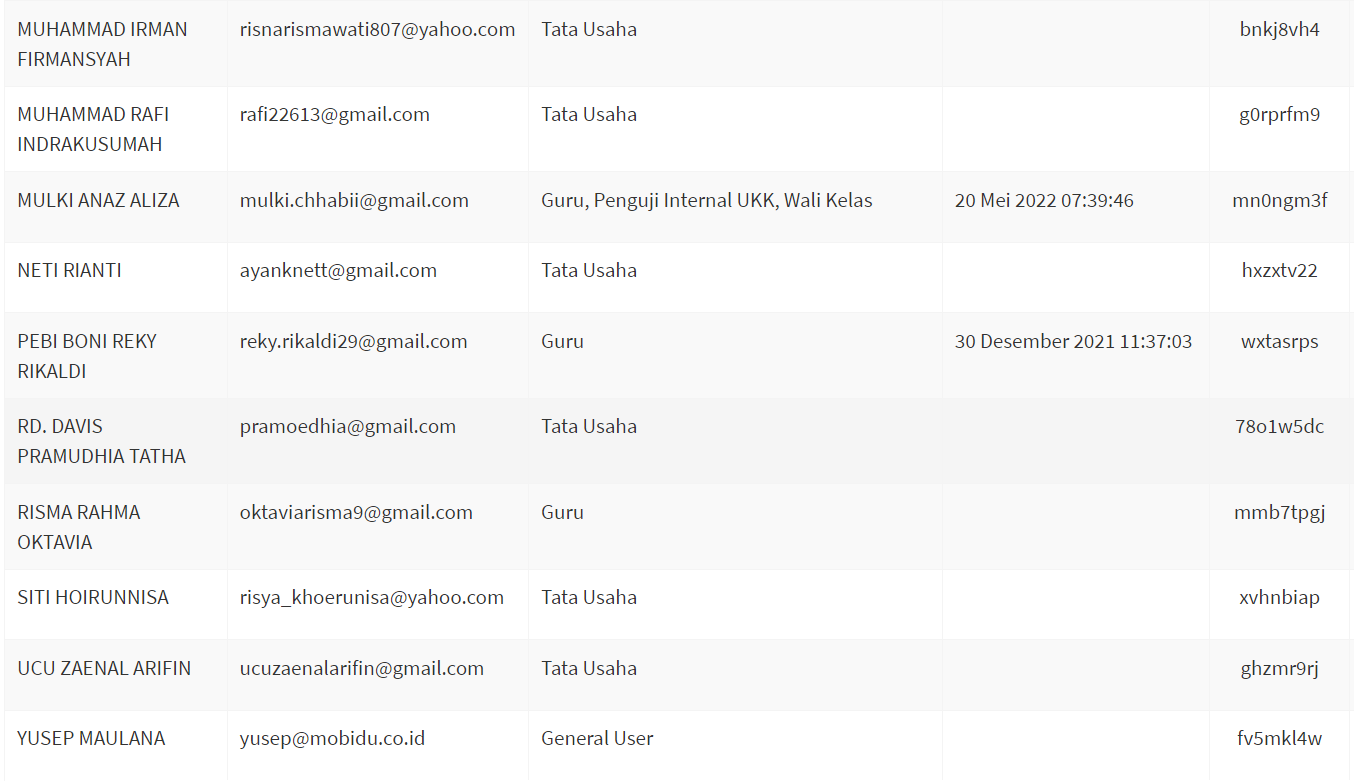 MUHAMMAD IRMAN risnarismawati807@yahoo.com Tata Usaha bnkj8vh4
FIRMANSYAH
MUHAMMAD RAFI rafi22613@gmail.com Tata Usaha g0rprfm9
INDRAKUSUMAH
MULKI ANAZ ALIZA mulki.chhabii@gmail.com Guru, Penguji Internal UKK, Wali Kelas 20 Mei 2022 07:39:46 mn0ngm3f
NETI RIANTI ayanknett@gmail.com Tata Usaha hxzxtv22
PEBI BONI REKY reky.rikaldi29@gmail.com Guru 30 Desember 2021 11:37:03 wxtasrps
RIKALDI
RD. DAVIS pramoedhia@gmail.com Tata Usaha 78o1w5dc
PRAMUDHIA TATHA
RISMA RAHMA oktaviarisma9@gmail.com Guru mmb7tpgj
OKTAVIA
SITI HOIRUNNISA risya_khoerunisa@yahoo.com Tata Usaha xvhnbiap
UCU ZAENAL ARIFIN ucuzaenalarifin@gmail.com Tata Usaha ghzmr9rj
YUSEP MAULANA yusep@mobidu.co.id General User fv5mkl4w